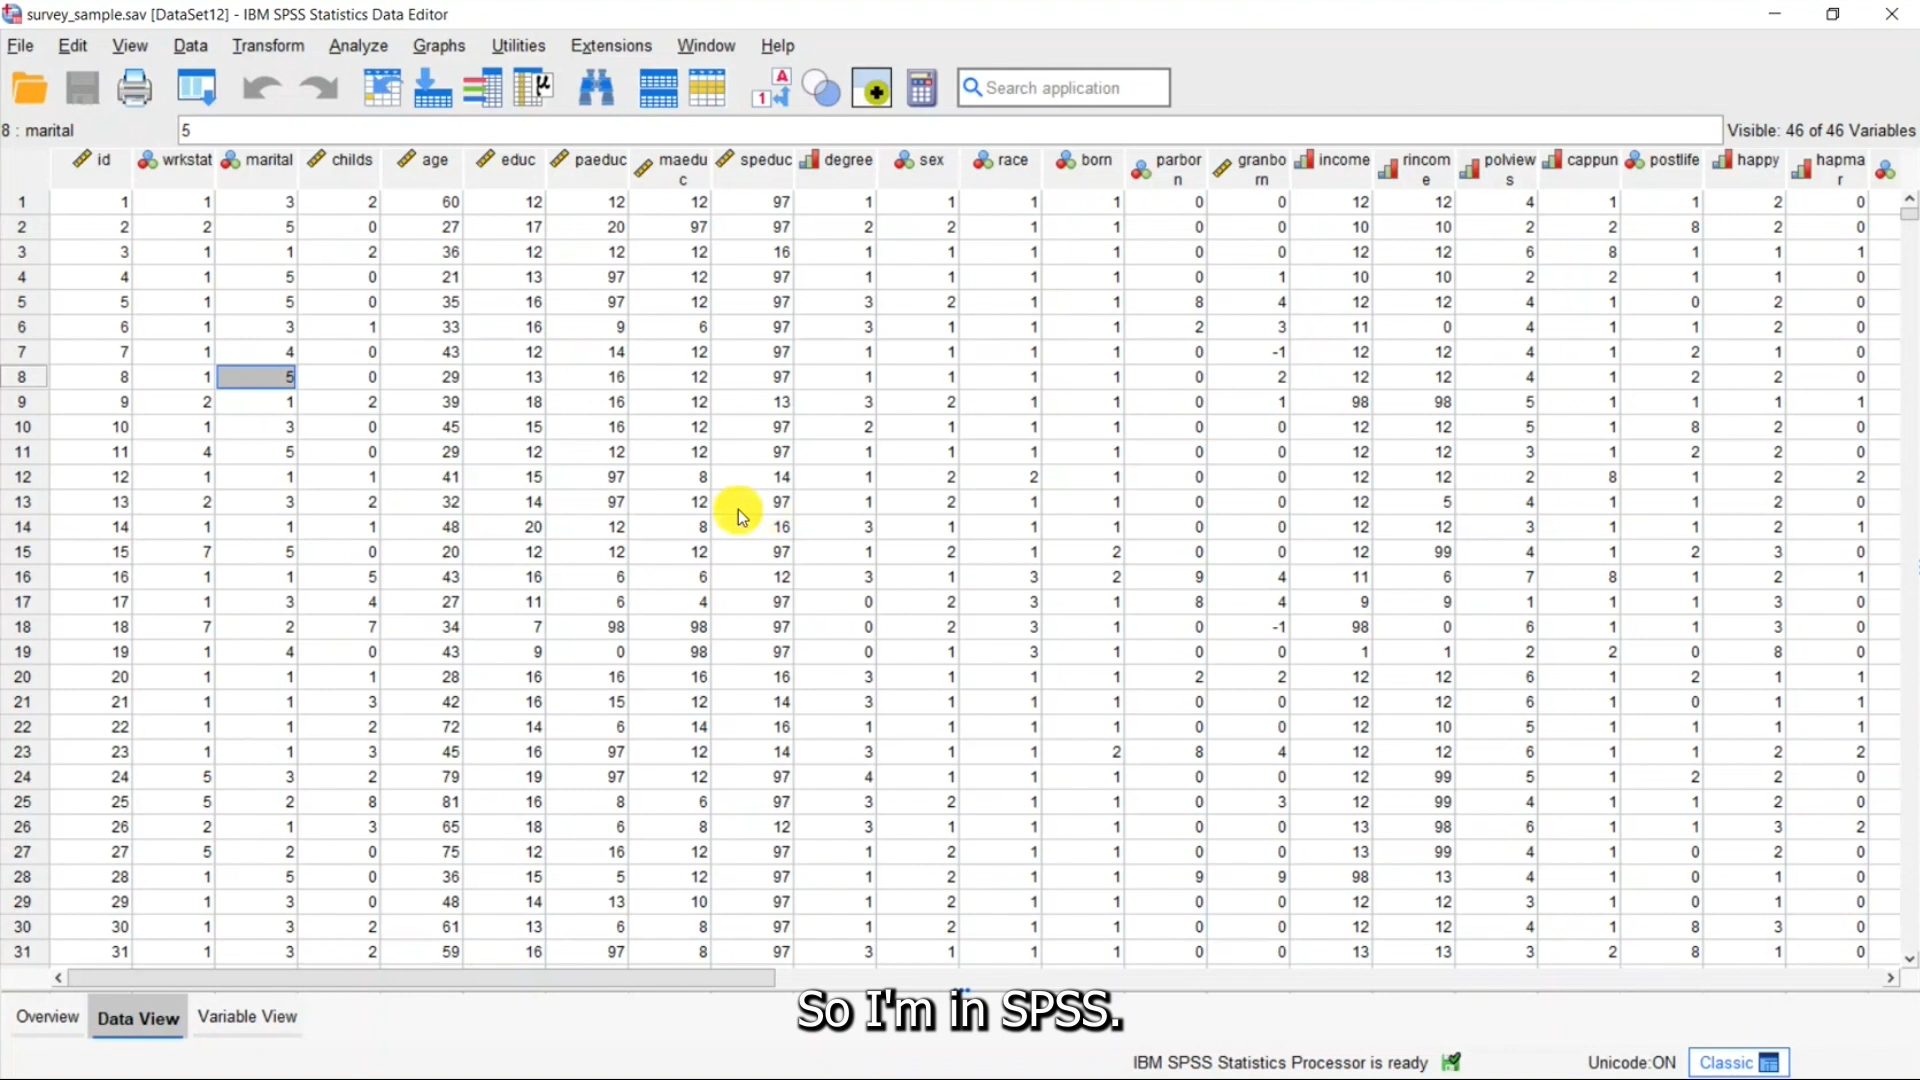 survey_sample.sav [DataSet12] - IBM SPSS Statistics Data Editor
File Edit View Data Transform Analyze Graphs Utilities Extensions Window Help
Search application
8 : marital 5 Visible: 46 of 46 Variables
id wrkstat marital childs age educ paeduc maeduc speduc degree sex race born parborn granborn income rincome polviews cappun postlife happy hapmar
1 1 1 3 2 60 12 12 12 97 1 1 1 1 0 0 12 12 4 1 1 2 0
2 2 2 5 0 27 17 20 97 97 2 2 1 1 0 0 10 10 2 2 8 2 0
3 3 1 1 2 36 12 12 12 16 1 1 1 1 0 0 12 12 6 8 1 1 1
4 4 1 5 0 21 13 97 12 97 1 1 1 1 0 1 10 10 2 2 1 1 0
5 5 1 5 0 35 16 97 12 97 3 2 1 1 8 4 12 12 4 1 0 2 0
6 6 1 3 1 33 16 9 6 97 3 1 1 1 2 3 11 0 4 1 1 2 0
7 7 1 4 0 43 12 14 12 97 1 1 1 1 0 -1 12 12 4 1 2 1 0
8 8 1 5 0 29 13 16 12 97 1 1 1 1 0 2 12 12 4 1 2 2 0
9 9 2 1 2 39 18 16 12 13 3 2 1 1 0 1 98 98 5 1 1 1 1
10 10 1 3 0 45 15 16 12 97 2 1 1 1 0 0 12 12 5 1 8 2 0
11 11 4 5 0 29 12 12 12 97 1 1 1 1 0 0 12 12 3 1 2 2 0
12 12 1 1 1 41 15 97 8 14 1 2 2 1 0 0 12 12 2 8 1 2 2
13 13 2 3 2 32 14 97 12 97 1 2 1 1 0 0 12 5 4 1 1 2 0
14 14 1 1 1 48 20 12 8 16 3 1 1 1 0 0 12 12 3 1 1 2 1
15 15 7 5 0 20 12 12 12 97 1 2 1 2 0 0 12 99 4 1 2 3 0
16 16 1 1 5 43 16 6 6 12 3 1 3 2 9 4 11 6 7 8 1 2 1
17 17 1 3 4 27 11 6 4 97 0 2 3 1 8 4 9 9 1 1 1 3 0
18 18 7 2 7 34 7 98 98 97 0 2 3 1 0 -1 98 0 6 1 1 3 0
19 19 1 4 0 43 9 0 98 97 0 1 3 1 0 0 1 1 2 2 0 8 0
20 20 1 1 1 28 16 16 16 16 3 1 1 1 2 2 12 12 6 1 2 1 1
21 21 1 1 3 42 16 15 12 14 3 1 1 1 0 0 12 12 6 1 0 1 1
22 22 1 1 2 72 14 6 14 16 1 1 1 1 0 0 12 10 5 1 1 1 1
23 23 1 1 3 45 16 97 12 14 3 1 1 2 8 4 12 12 6 1 1 2 2
24 24 5 3 2 79 19 97 12 97 4 1 1 1 0 0 12 99 5 1 2 2 0
25 25 5 2 8 81 16 8 6 97 3 2 1 1 0 3 12 99 4 1 1 2 0
26 26 2 1 3 65 18 6 8 12 3 1 1 1 0 0 13 98 6 1 1 3 2
27 27 5 2 0 75 12 16 12 97 1 2 1 1 0 0 13 99 4 1 0 2 0
28 28 1 5 0 36 15 5 12 97 1 2 1 1 9 9 98 13 4 1 0 1 0
29 29 1 3 0 48 14 13 10 97 1 2 1 1 0 0 12 12 3 1 0 1 0
30 30 1 3 2 61 13 6 8 97 1 2 1 1 0 0 12 12 4 1 8 3 0
31 31 1 3 2 59 16 97 8 97 3 1 1 1 0 0 13 13 3 2 8 1 0
Overview Data View Variable View
So I'm in SPSS.
IBM SPSS Statistics Processor is ready Unicode:ON Classic